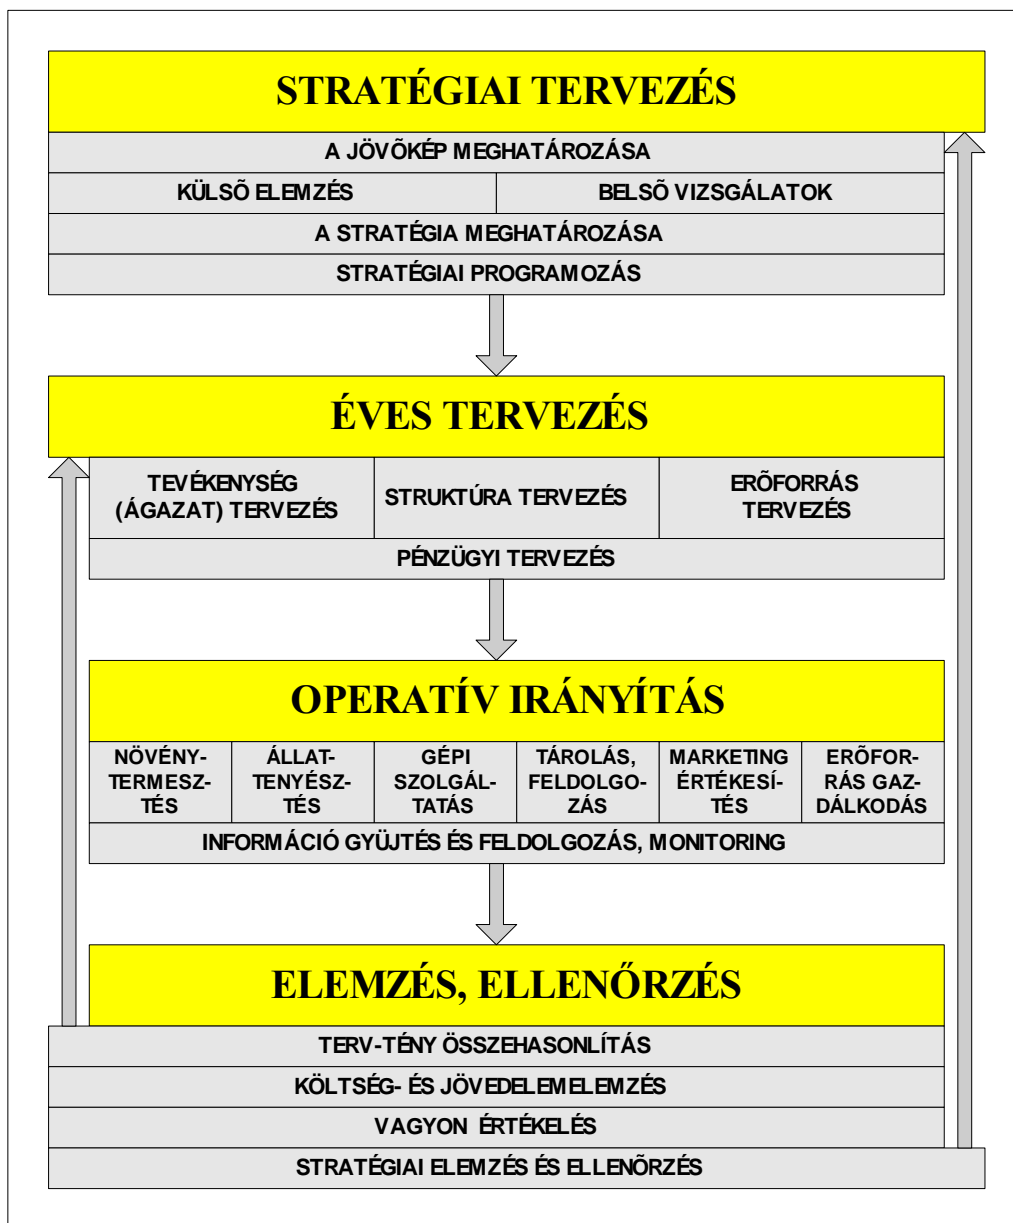 STRATÉGIAI TERVEZÉS
A JÖVÕKÉP MEGHATÁROZÁSA
KÜLSÕ ELEMZÉS
BELSÕ VIZSGÁLATOK
A STRATÉGIA MEGHATÁROZÁSA
STRATÉGIAI PROGRAMOZÁS
ÉVES TERVEZÉS
TEVÉKENYSÉG
(ÁGAZAT) TERVEZÉS
STRUKTÚRA TERVEZÉS
ERÕFORRÁS
TERVEZÉS
PÉNZÜGYI TERVEZÉS
OPERATÍV IRÁNYÍTÁS
NÖVÉNY-
TERMESZ-
TÉS
ÁLLAT-
TENYÉSZ-
TÉS
GÉPI
SZOLGÁL-
TATÁS
TÁROLÁS,
FELDOLGO-
ZÁS
MARKETING
ÉRTÉKESÍ-
TÉS
ERÕFOR-
RÁS GAZ-
DÁLKODÁS
INFORMÁCIÓ GYÜJTÉS ÉS FELDOLGOZÁS, MONITORING
ELEMZÉS, ELLENŐRZÉS
TERV-TÉNY ÖSSZEHASONLÍTÁS
KÖLTSÉG- ÉS JÖVEDELEMELEMZÉS
VAGYON ÉRTÉKELÉS
STRATÉGIAI ELEMZÉS ÉS ELLENÕRZÉS